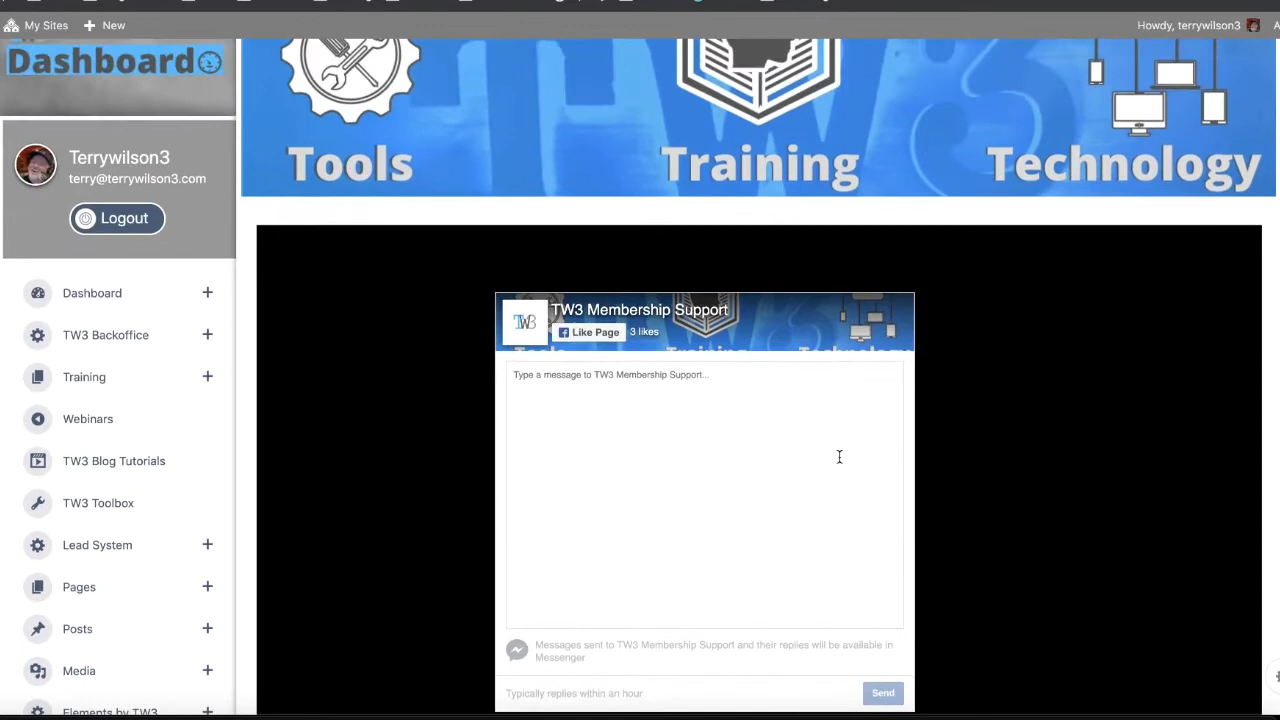 My Sites
New
Howdy, terrywilson3
Dashboard
Tools
Training
Technology
Terrywilson3
terry@terrywilson3.com
Logout
Dashboard
TW3 Backoffice
Training
Webinars
TW3 Blog Tutorials
TW3 Toolbox
Lead System
Pages
Posts
Media
Elements by TW3
TW3
TW3 Membership Support
Like Page
3 likes
Type a message to TW3 Membership Support...
Messages sent to TW3 Membership Support and their replies will be available in
Messenger
Typically replies within an hour
Send